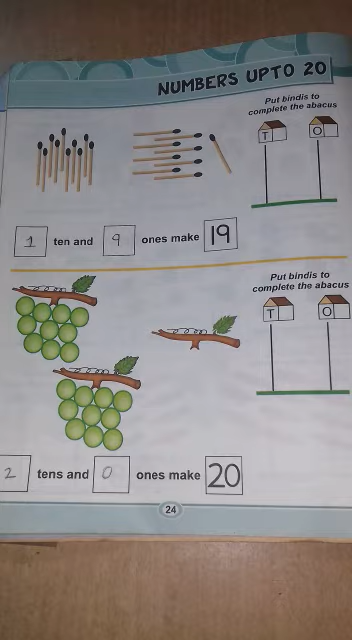 NUMBERS UPTO 20
Put bindis to
complete the abacus
T O
1 ten and 9 ones make 19
Put bindis to
complete the abacus
T O
2 tens and 0 ones make 20
24